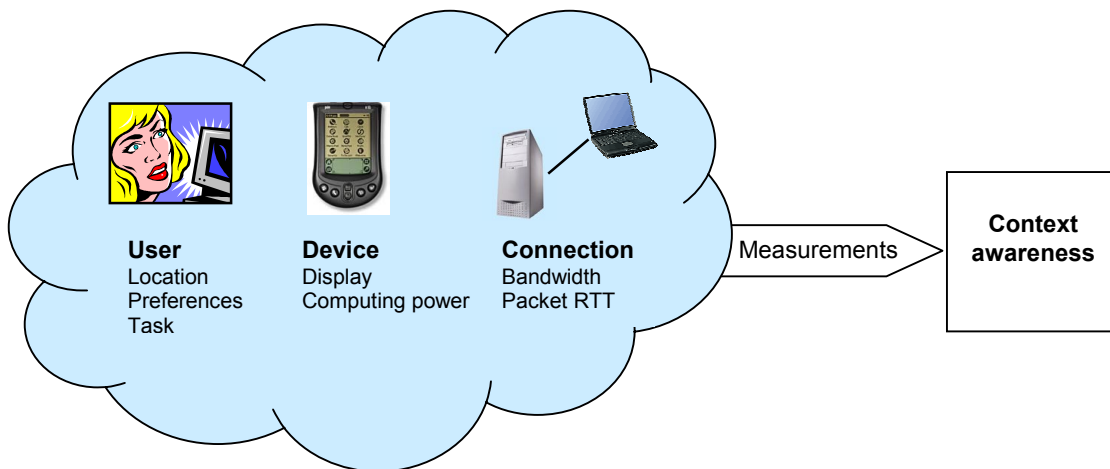 User
Location
Preferences
Task
Device
Display
Computing power
Connection
Bandwidth
Packet RTT
Measurements
Context
awareness